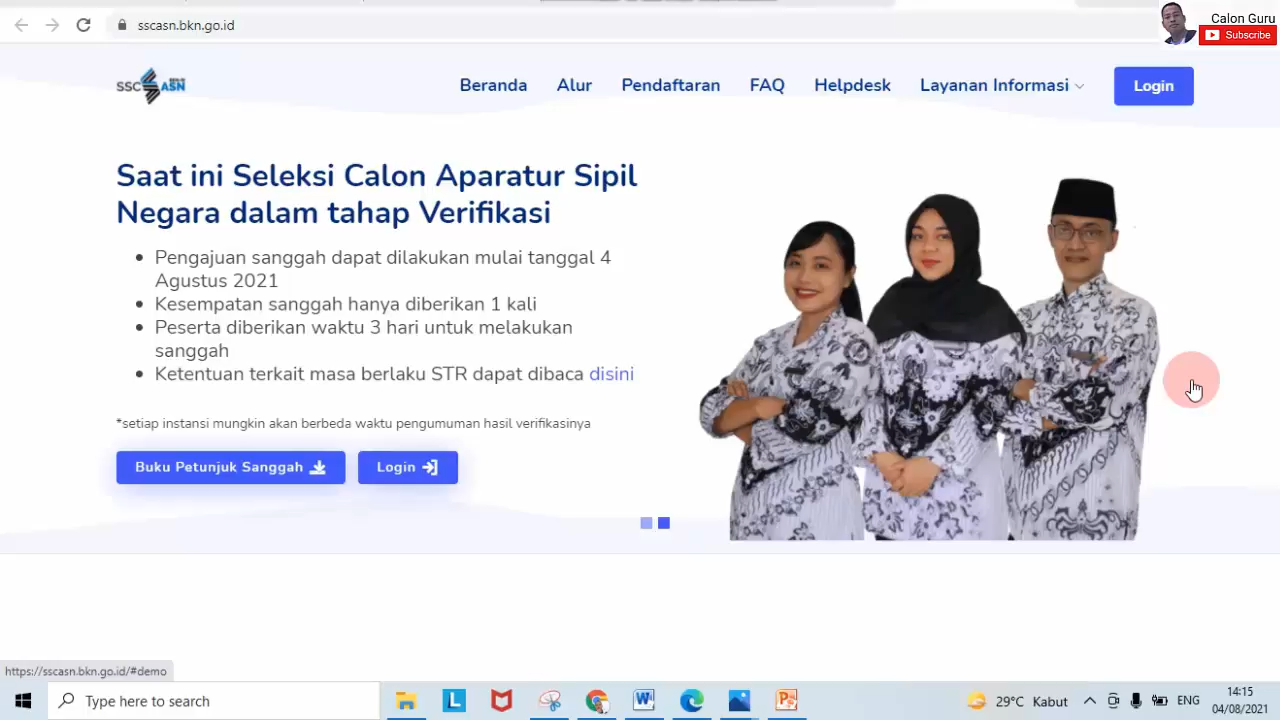 sscasn.bkn.go.id
Calon Guru
Subscribe
SSC ASN
Beranda Alur Pendaftaran FAQ Helpdesk Layanan Informasi Login
Saat ini Seleksi Calon Aparatur Sipil
Negara dalam tahap Verifikasi
Pengajuan sanggah dapat dilakukan mulai tanggal 4
Agustus 2021
Kesempatan sanggah hanya diberikan 1 kali
Peserta diberikan waktu 3 hari untuk melakukan
sanggah
Ketentuan terkait masa berlaku STR dapat dibaca disini
*setiap instansi mungkin akan berbeda waktu pengumuman hasil verifikasinya
Buku Petunjuk Sanggah Login
https://sscasn.bkn.go.id/#demo
Type here to search
L
W
P
29°C Kabut
ENG
14:15
04/08/2021